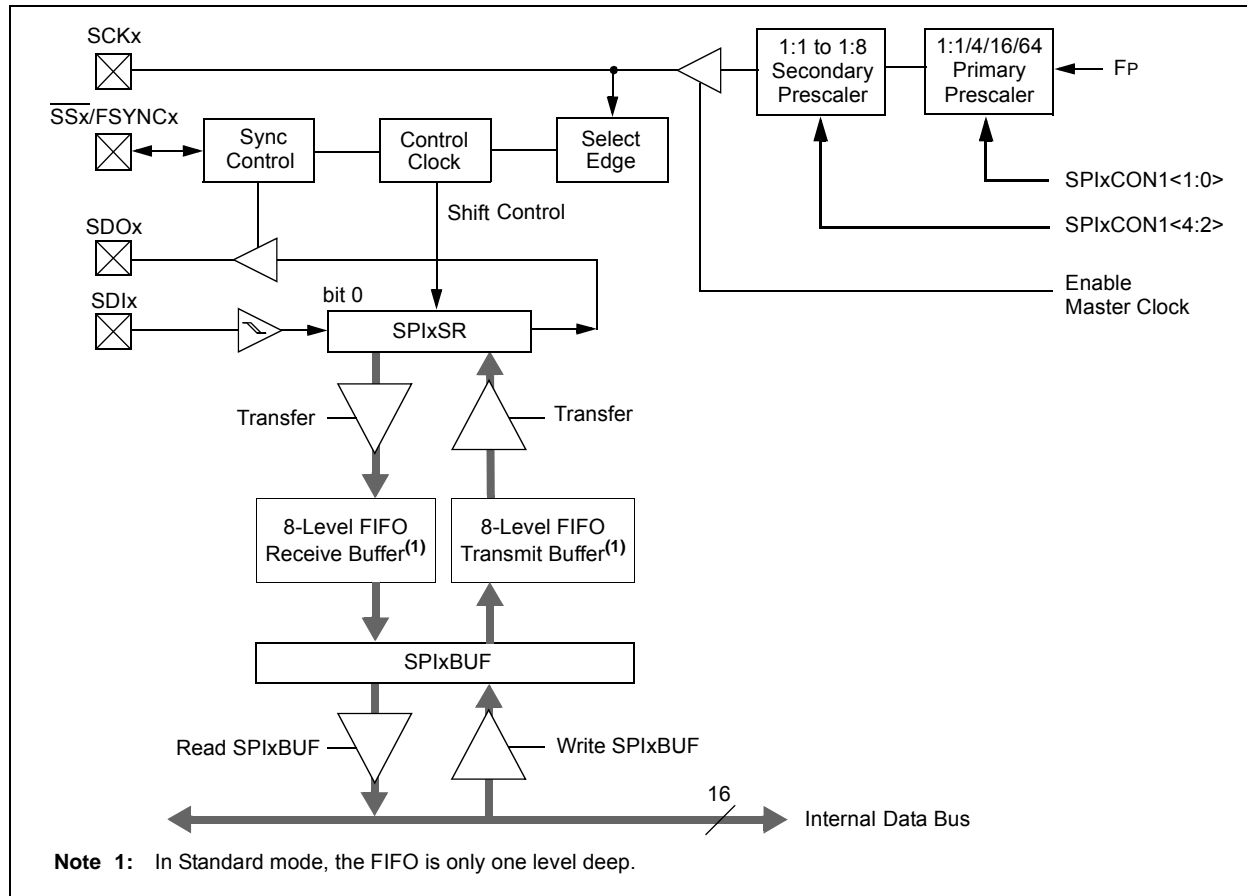 SCKx
1:1 to 1:8
Secondary
Prescaler
1:1/4/16/64
Primary
Prescaler
FP
SSx/FSYNCx
Sync
Control
Control
Clock
Select
Edge
SPIxCON1<1:0>
Shift Control
SPIxCON1<4:2>
SDOx
Enable
Master Clock
SDIx
bit 0
SPIxSR
Transfer
Transfer
8-Level FIFO
Receive Buffer(1)
8-Level FIFO
Transmit Buffer(1)
SPIxBUF
Read SPIxBUF
Write SPIxBUF
16
Internal Data Bus
Note 1: In Standard mode, the FIFO is only one level deep.